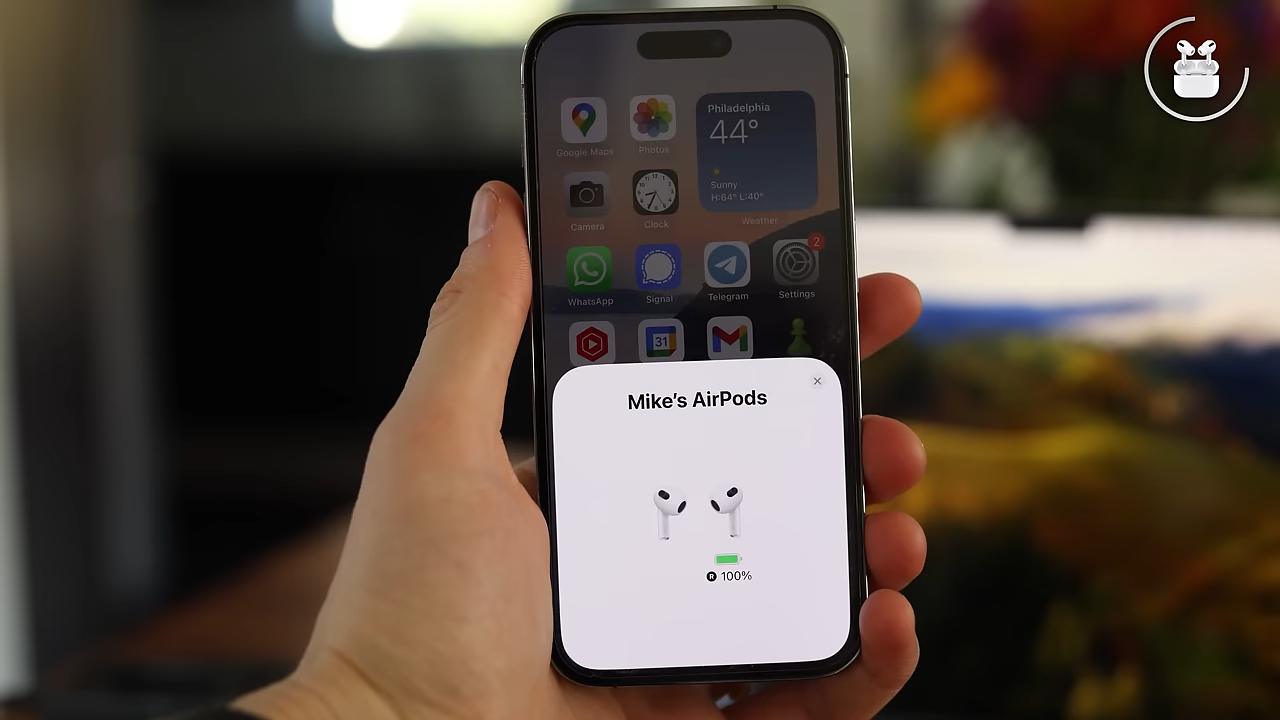 Philadelphia
44°
Google Maps
Photos
Sunny
H:64° L:40°
Camera
Clock
Weather
2
WhatsApp
Signal
Telegram
Settings
31
Mike's AirPods
R 100%